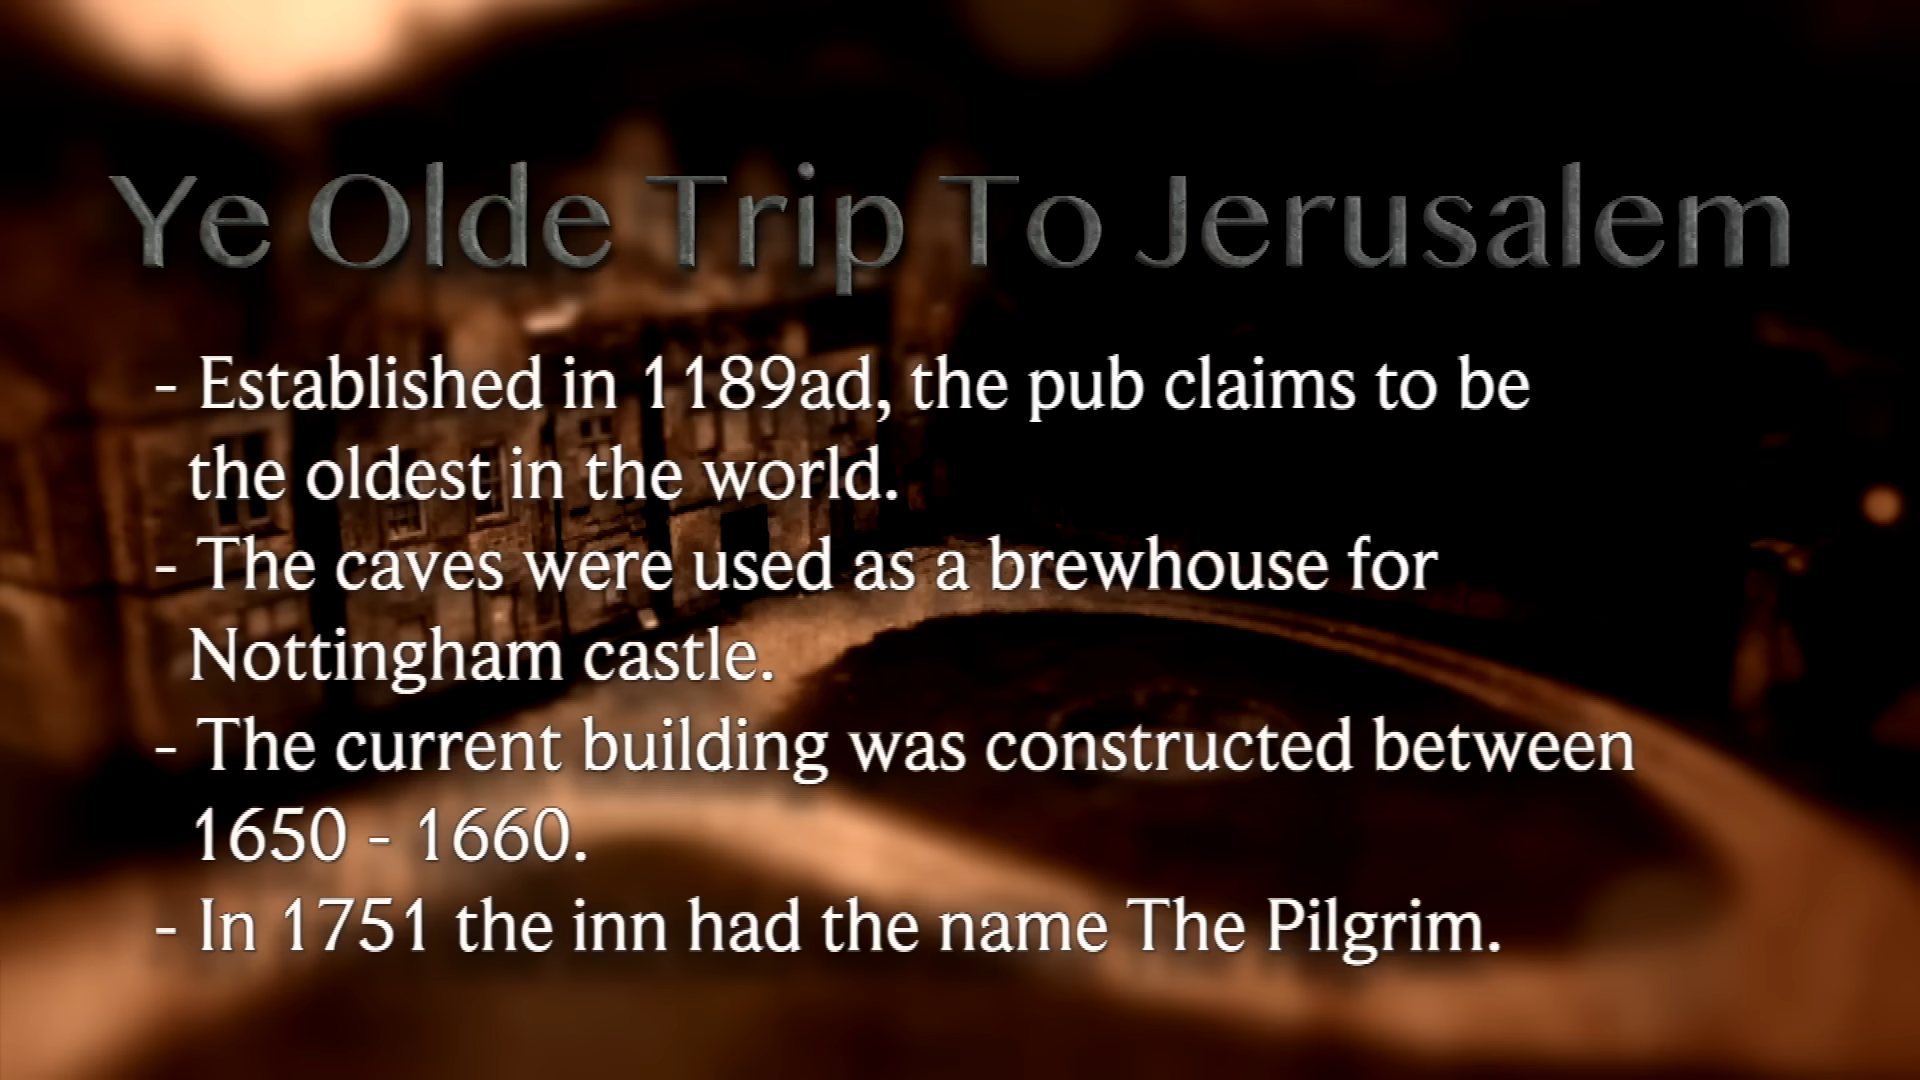 Ye Olde Trip To Jerusalem
- Established in 1189ad, the pub claims to be
the oldest in the world.
- The caves were used as a brewhouse for
Nottingham castle.
- The current building was constructed between
1650 - 1660.
- In 1751 the inn had the name The Pilgrim.